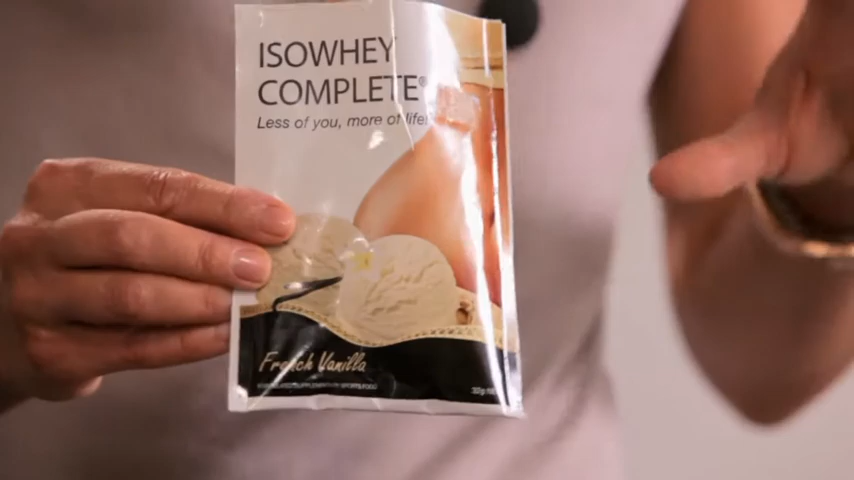 ISOWHEY
COMPLETE®
Less of you, more of life!
French Vanilla